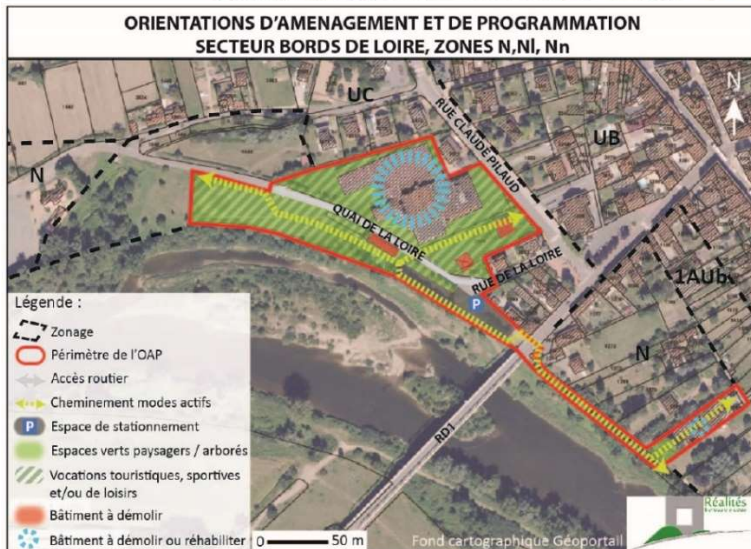 ORIENTATIONS D'AMENAGEMENT ET DE PROGRAMMATION
SECTEUR BORDS DE LOIRE, ZONES N,Nl, Nn
N
UC
RUE CLAUDE PILAUD
UB
N
QUAI DE LA LOIRE
RUE DE LA LOIRE
1AUb
P
N
RD1
Légende :
Zonage
Périmètre de l'OAP
Accès routier
Cheminement modes actifs
P Espace de stationnement
Espaces verts paysagers / arborés
Vocations touristiques, sportives
et/ou de loisirs
Bâtiment à démolir
Bâtiment à démolir ou réhabiliter
0 50 m
Fond cartographique Géoportail
Réalités